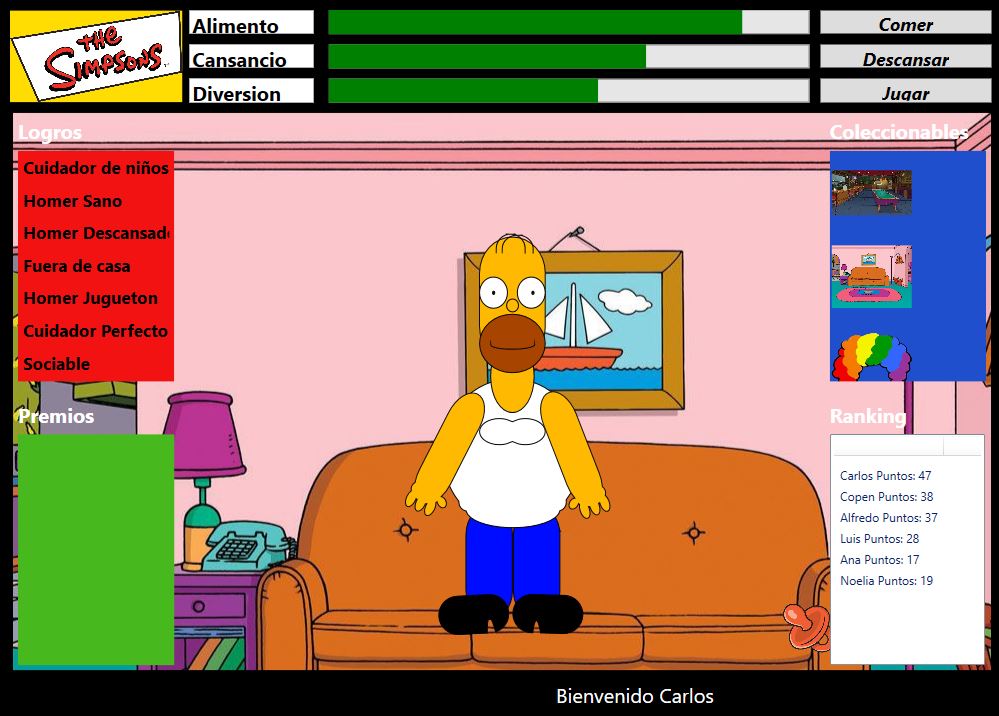 THE
SIMPSONS
Alimento
Comer
Cansancio
Descansar
Diversion
Jugar
Logros
Cuidador de niños
Homer Sano
Homer Descansado
Fuera de casa
Homer Jugueton
Cuidador Perfecto
Sociable
Premios
Coleccionables
Ranking
Carlos Puntos: 47
Copen Puntos: 38
Alfredo Puntos: 37
Luis Puntos: 28
Ana Puntos: 17
Noelia Puntos: 19
Bienvenido Carlos